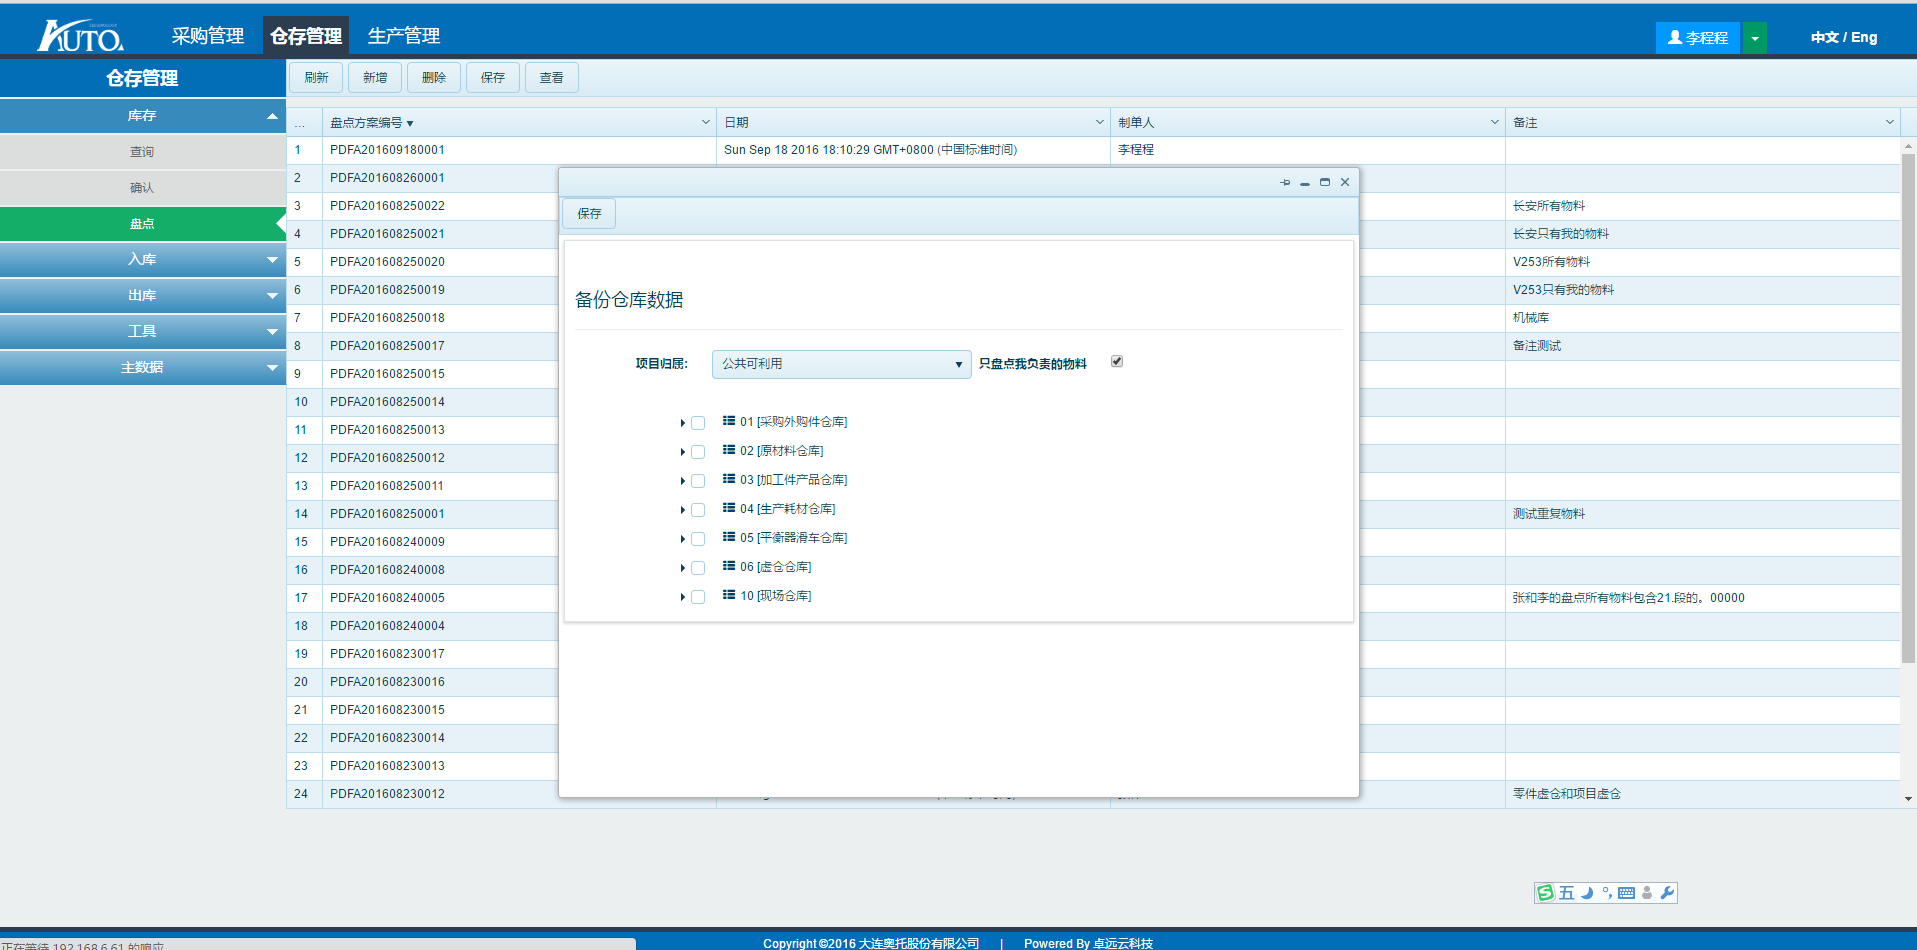 AUTO.
采购管理 仓存管理 生产管理 李程程 中文 / Eng
仓存管理
库存
查询
确认
盘点
入库
出库
工具
主数据
刷新 新增 删除 保存 查看
... 盘点方案编号 日期 制单人 备注
1 PDFA201609180001 Sun Sep 18 2016 18:10:29 GMT+0800 (中国标准时间) 李程程
2 PDFA201608260001
3 PDFA201608250022 长安所有物料
4 PDFA201608250021 长安只有我的物料
5 PDFA201608250020 V253所有物料
6 PDFA201608250019 V253只有我的物料
7 PDFA201608250018 机械库
8 PDFA201608250017 备注测试
9 PDFA201608250015
10 PDFA201608250014
11 PDFA201608250013
12 PDFA201608250012
13 PDFA201608250011
14 PDFA201608250001 测试重复物料
15 PDFA201608240009
16 PDFA201608240008
17 PDFA201608240005 张和李的盘点所有物料包含21.段的。00000
18 PDFA201608240004
19 PDFA201608230017
20 PDFA201608230016
21 PDFA201608230015
22 PDFA201608230014
23 PDFA201608230013
24 PDFA201608230012 零件虚仓和项目虚仓
保存
备份仓库数据
项目归属: 公共可利用 只盘点我负责的物料
01 [采购外购件仓库]
02 [原材料仓库]
03 [加工件产品仓库]
04 [生产耗材仓库]
05 [平衡器滑车仓库]
06 [虚仓仓库]
10 [现场仓库]
五
正在等待 192.168.6.61 的响应
Copyright ©2016 大连奥托股份有限公司 | Powered By 卓远云科技